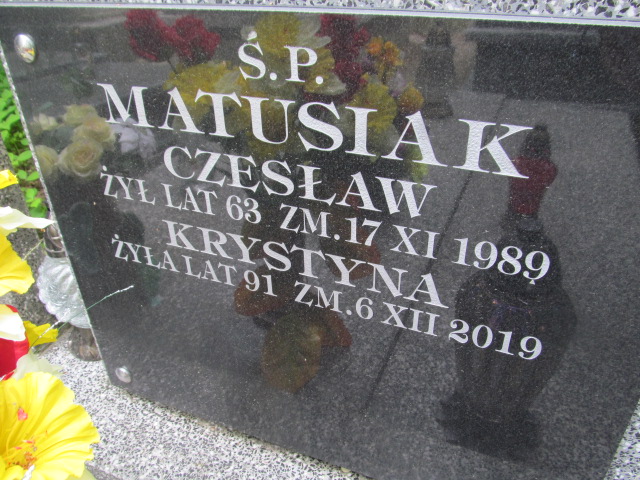 Ś.P.
MATUSIAK
CZESŁAW
ŻYŁ LAT 63 ZM. 17 XI 1989
KRYSTYNA
ŻYŁA LAT 91 ZM. 6 XII 2019